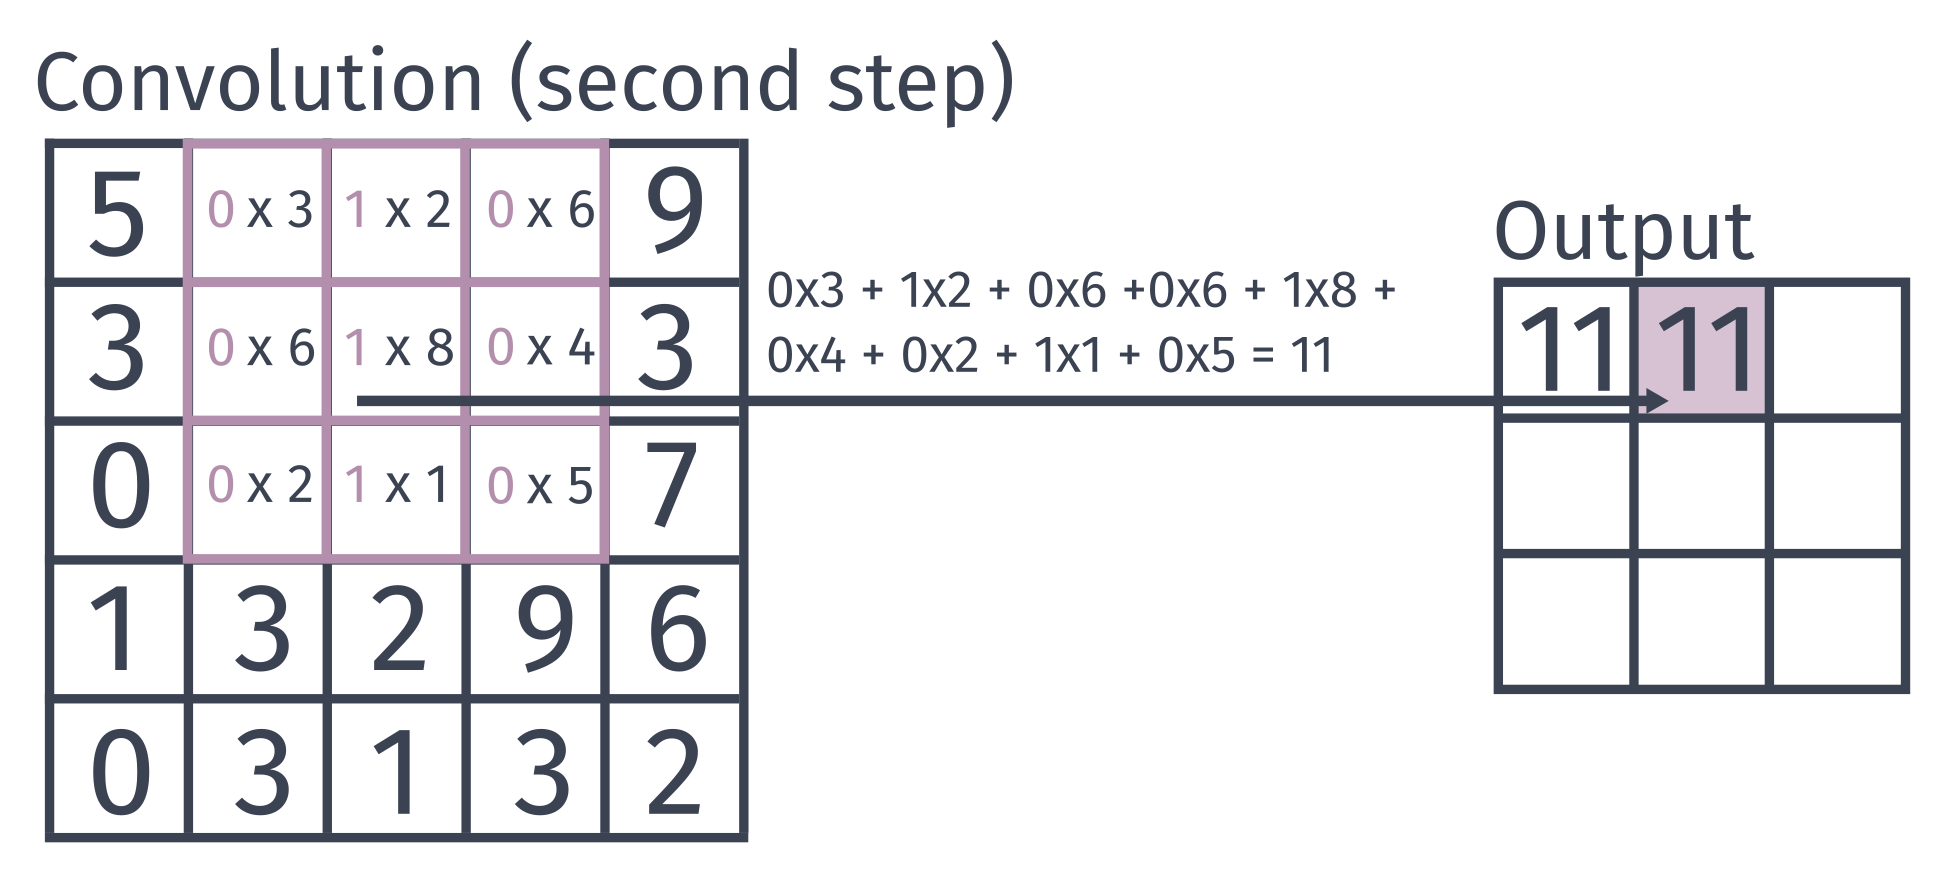 Convolution (second step)
5 0 x 3 1 x 2 0 x 6 9
3 0 x 6 1 x 8 0 x 4 3
0 0 x 2 1 x 1 0 x 5 7
1 3 2 9 6
0 3 1 3 2
0x3 + 1x2 + 0x6 +0x6 + 1x8 +
0x4 + 0x2 + 1x1 + 0x5 = 11
Output
11 11